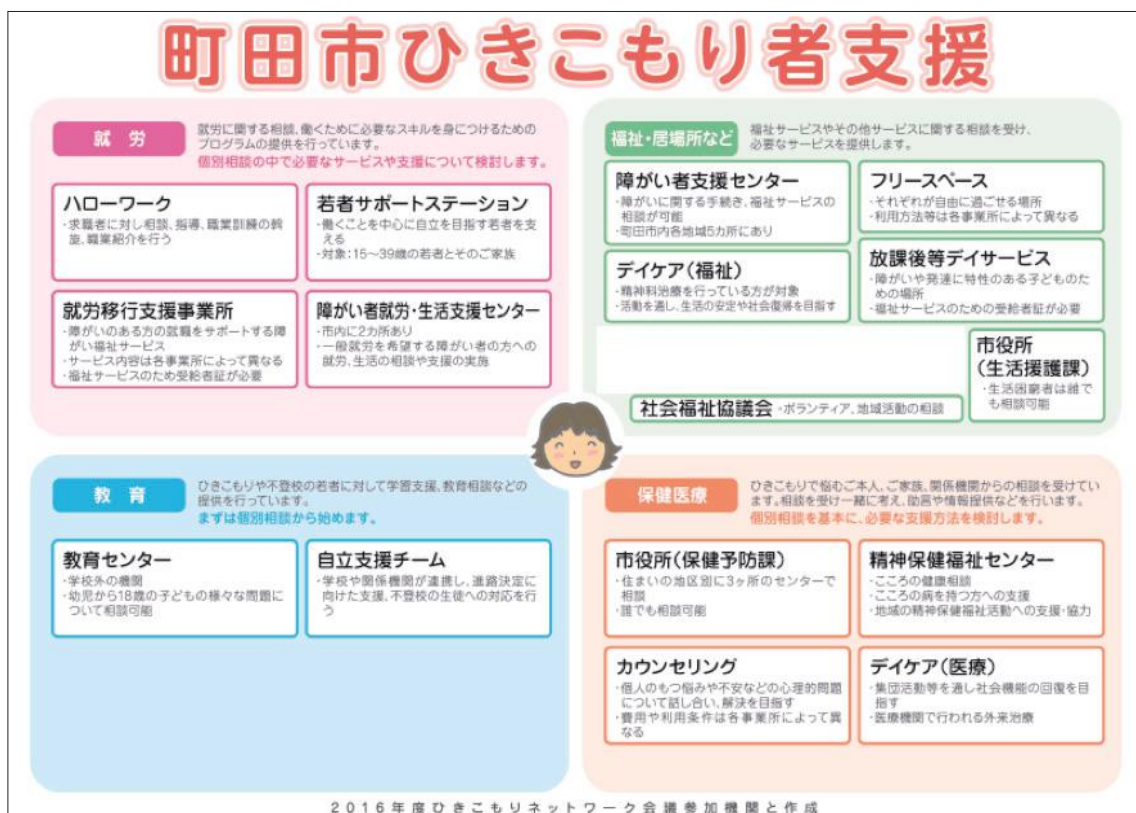 町田市ひきこもり者支援
就労
就労に関する相談、働くために必要なスキルを身につけるための
プログラムの提供を行っています。
個別相談の中で必要なサービスや支援について検討します。
ハローワーク
・求職者に対し相談、指導、職業訓練の斡
旋、職業紹介を行う
若者サポートステーション
・働くことを中心に自立を目指す若者を支
える
・対象：15～39歳の若者とそのご家族
就労移行支援事業所
・障がいのある方の就職をサポートする障
がい福祉サービス
・サービス内容は各事業所によって異なる
・福祉サービスのため受給者証が必要
障がい者就労・生活支援センター
・市内に2カ所あり
・一般就労を希望する障がい者の方への
就労、生活の相談や支援の実施
福祉・居場所など
福祉サービスやその他サービスに関する相談を受け、
必要なサービスを提供します。
障がい者支援センター
・障がいに関する手続き、福祉サービスの
相談が可能
・町田市内各地域5カ所にあり
フリースペース
・それぞれが自由に過ごせる場所
・利用方法等は各事業所によって異なる
デイケア（福祉）
・精神科治療を行っている方が対象
・活動を通し、生活の安定や社会復帰を目指す
放課後等デイサービス
・障がいや発達に特性のある子どものた
めの場所
・福祉サービスのための受給者証が必要
市役所
（生活援護課）
・生活困窮者は誰で
も相談可能
社会福祉協議会 ・ボランティア、地域活動の相談
教育
ひきこもりや不登校の若者に対して学習支援、教育相談などの
提供を行っています。
まずは個別相談から始めます。
教育センター
・学校外の機関
・幼児から18歳の子どもの様々な問題に
ついて相談可能
自立支援チーム
・学校や関係機関が連携し、進路決定に
向けた支援、不登校の生徒への対応を行
う
保健医療
ひきこもりで悩むご本人、ご家族、関係機関からの相談を受けてい
ます。相談を受け一緒に考え、助言や情報提供などを行います。
個別相談を基本に、必要な支援方法を検討します。
市役所（保健予防課）
・住まいの地区別に3ヶ所のセンターで
相談
・誰でも相談可能
精神保健福祉センター
・こころの健康相談
・こころの病を持つ方への支援
・地域の精神保健福祉活動への支援・協力
カウンセリング
・個人のもつ悩みや不安などの心理的問題
について話し合い、解決を目指す
・費用や利用条件は各事業所によって異
なる
デイケア（医療）
・集団活動等を通し社会機能の回復を目
指す
・医療機関で行われる外来治療
2016年度ひきこもりネットワーク会議参加機関と作成